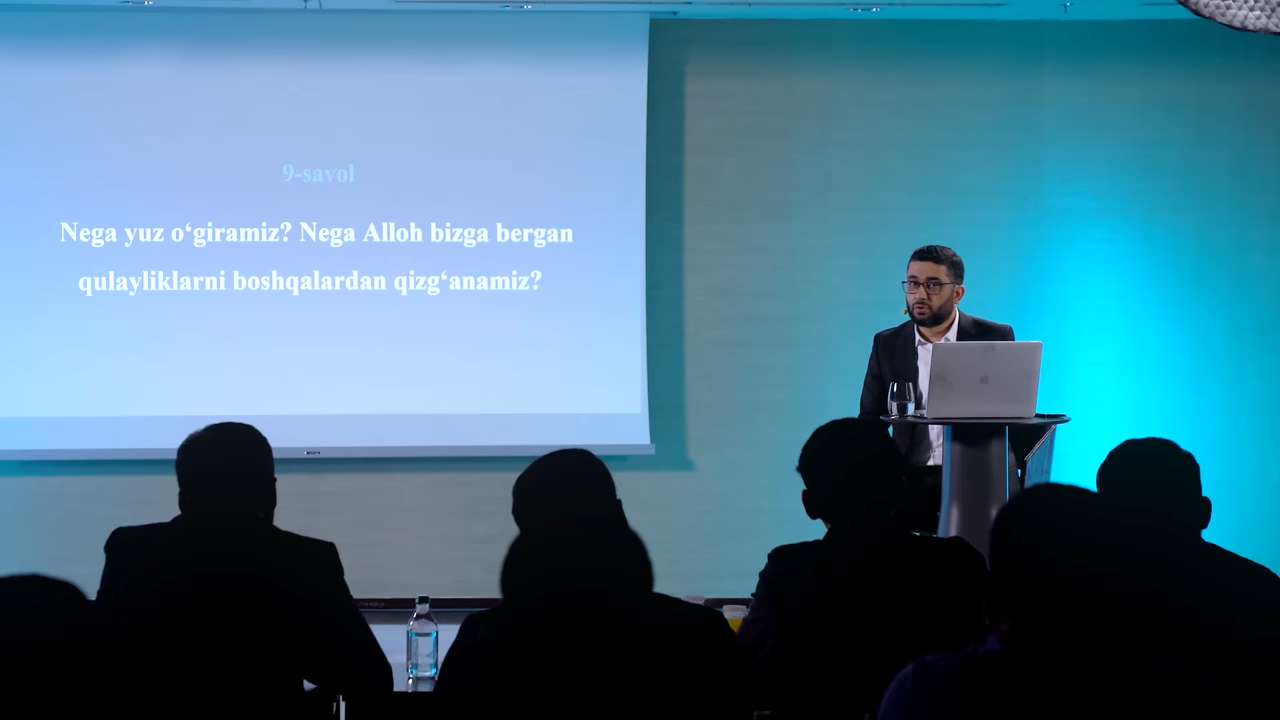 9-savol
Nega yuz o‘giramiz? Nega Alloh bizga bergan
qulayliklarni boshqalardan qizg‘anamiz?